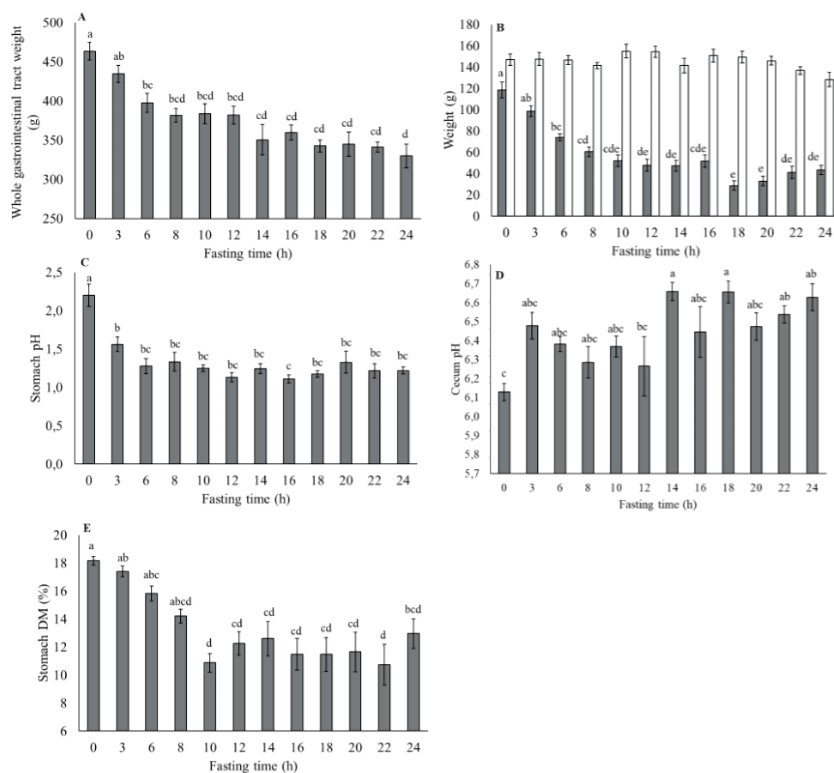 A
Whole gastrointestinal tract weight
(g)
500
450
400
350
300
250
a
ab
bc
bcd
bcd
bcd
cd
cd
cd
cd
cd
d
0 3 6 8 10 12 14 16 18 20 22 24
Fasting time (h)
B
Weight (g)
180
160
140
120
100
80
60
40
20
0
a
ab
bc
cd
cde
de
de
cde
e
e
de
de
0 3 6 8 10 12 14 16 18 20 22 24
Fasting time (h)
C
Stomach pH
2,5
2,0
1,5
1,0
0,5
0,0
a
b
bc
bc
bc
bc
bc
c
bc
bc
bc
bc
0 3 6 8 10 12 14 16 18 20 22 24
Fasting time (h)
D
Cecum pH
6,8
6,7
6,6
6,5
6,4
6,3
6,2
6,1
6,0
5,9
5,8
5,7
c
abc
abc
abc
abc
bc
a
abc
a
abc
ab
ab
0 3 6 8 10 12 14 16 18 20 22 24
Fasting time (h)
E
Stomach DM (%)
20
18
16
14
12
10
8
6
a
ab
abc
abcd
d
cd
cd
cd
cd
cd
d
bcd
0 3 6 8 10 12 14 16 18 20 22 24
Fasting time (h)